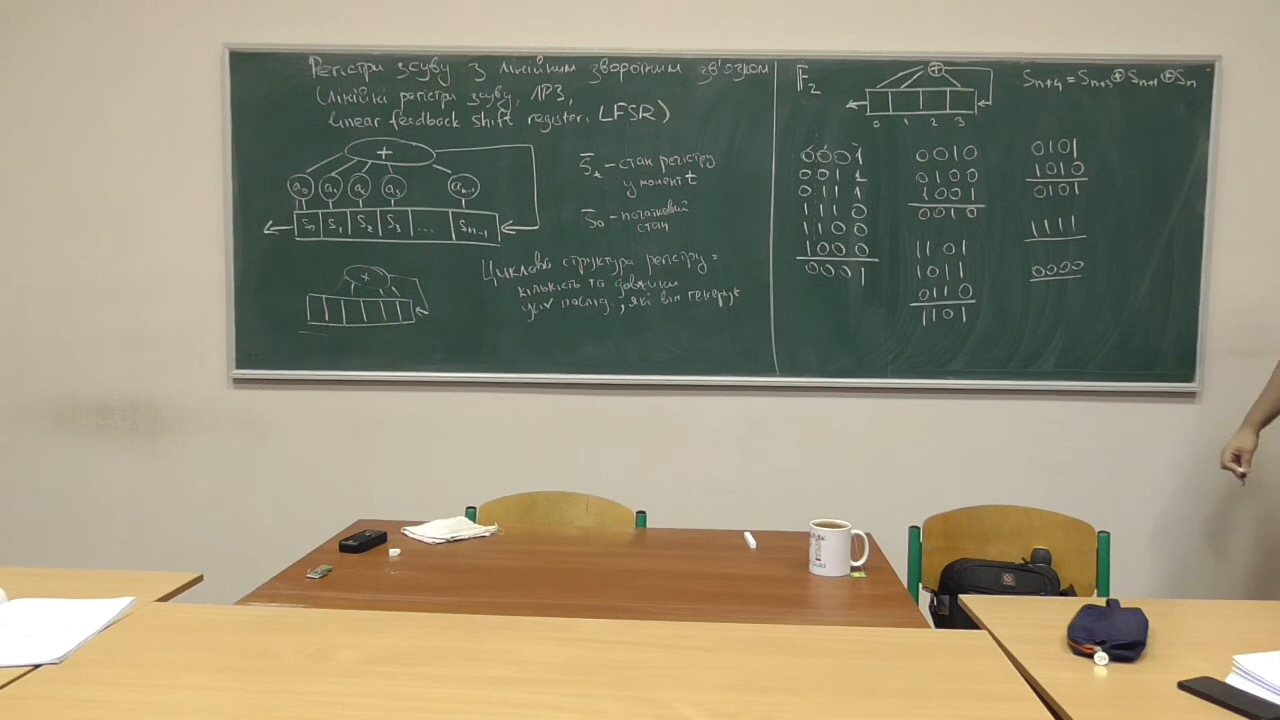 Регістри зсуву з лінійним зворотним зв'язком
(лінійні регістри зсуву, ЛРЗ,
linear feedback shift register, LFSR)
+
a₀ a₁ a₂ a₃ aₙ₋₁
S₀ S₁ S₂ S₃ ... Sₙ₋₁
S̄ₜ – стан регістру
у момент t
S̄₀ – початковий
стан
+
Циклова структура регістру =
кількість та довжини
усіх послід., які він генерує
𝔽₂
+
0 1 2 3
Sₙ₊₄ = Sₙ₊₃ ⊕ Sₙ₊₁ ⊕ Sₙ
0001
0011
0111
1110
1100
1000
0001
0010
0100
1001
0010
1101
1011
0110
1101
0101
1010
0101
1111
0000